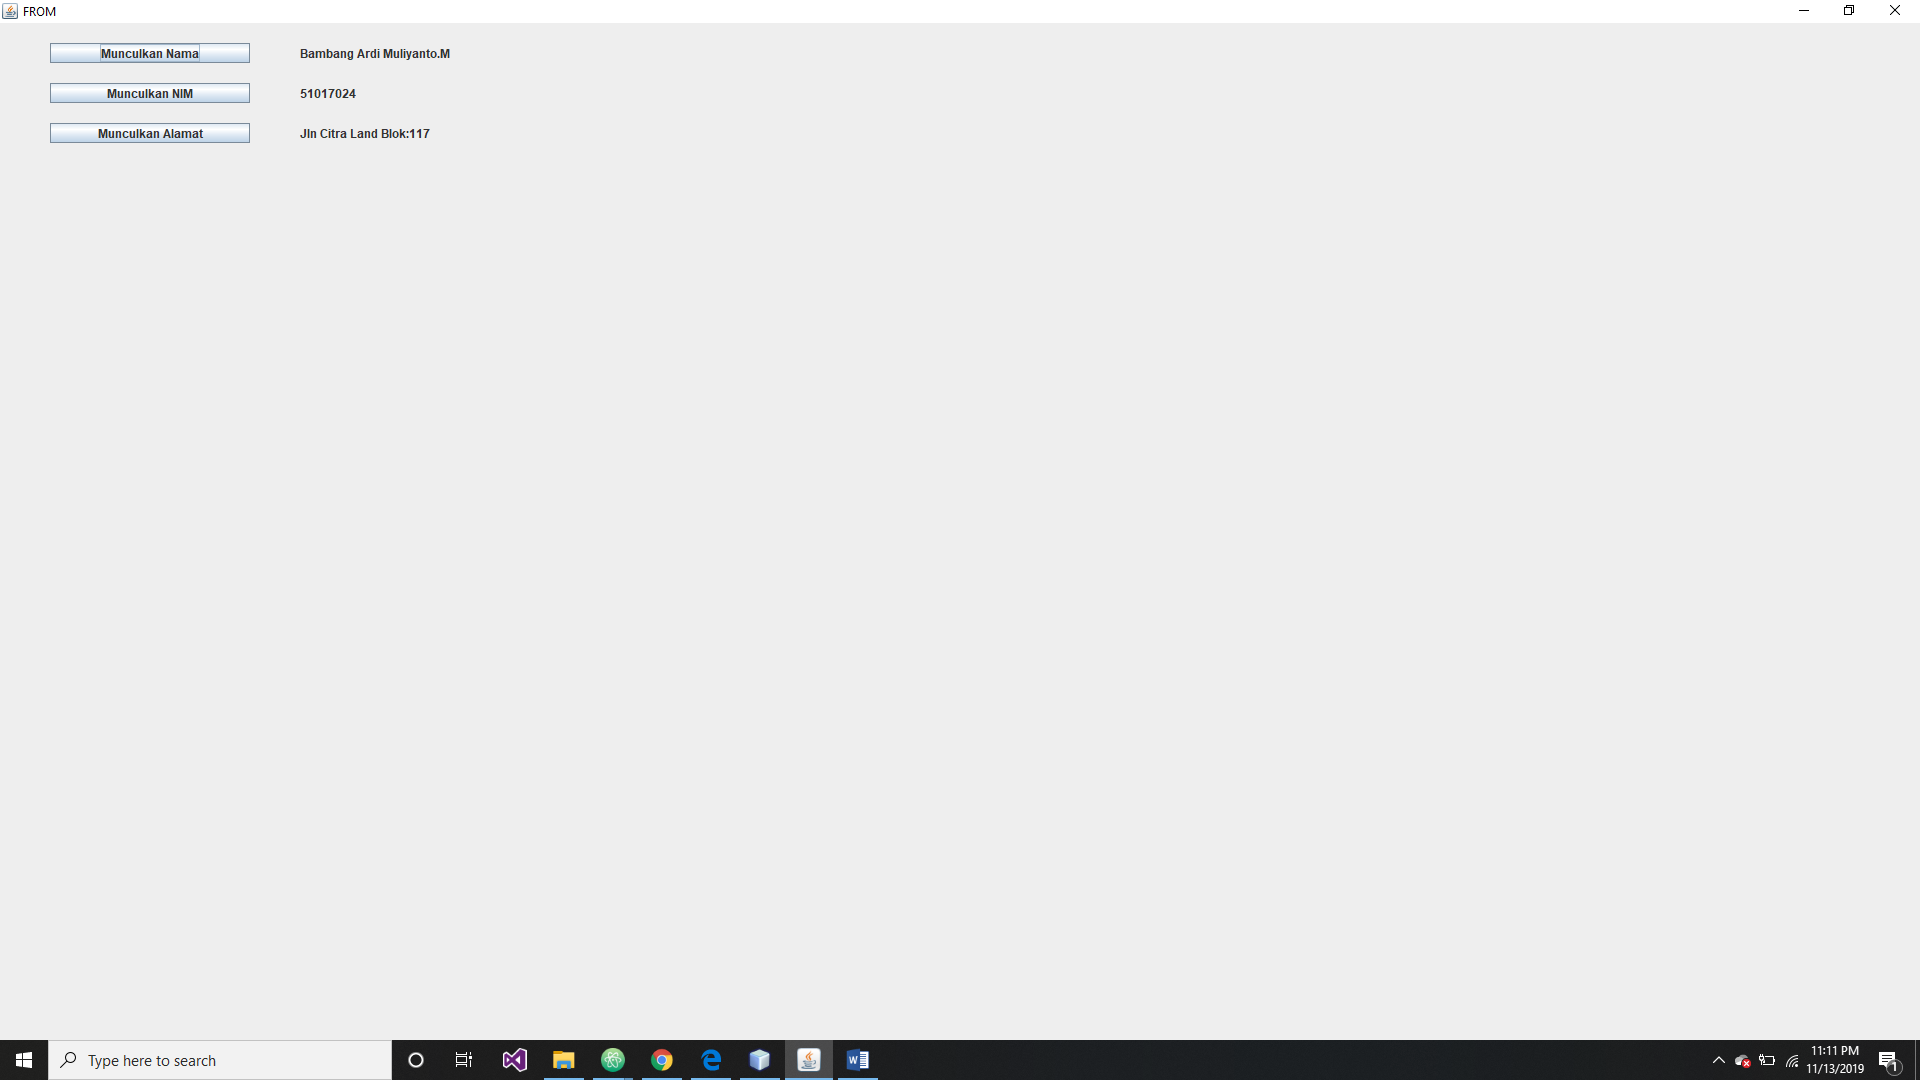 FROM
Munculkan Nama Bambang Ardi Muliyanto.M
Munculkan NIM 51017024
Munculkan Alamat Jln Citra Land Blok:117
Type here to search
11:11 PM
11/13/2019
1